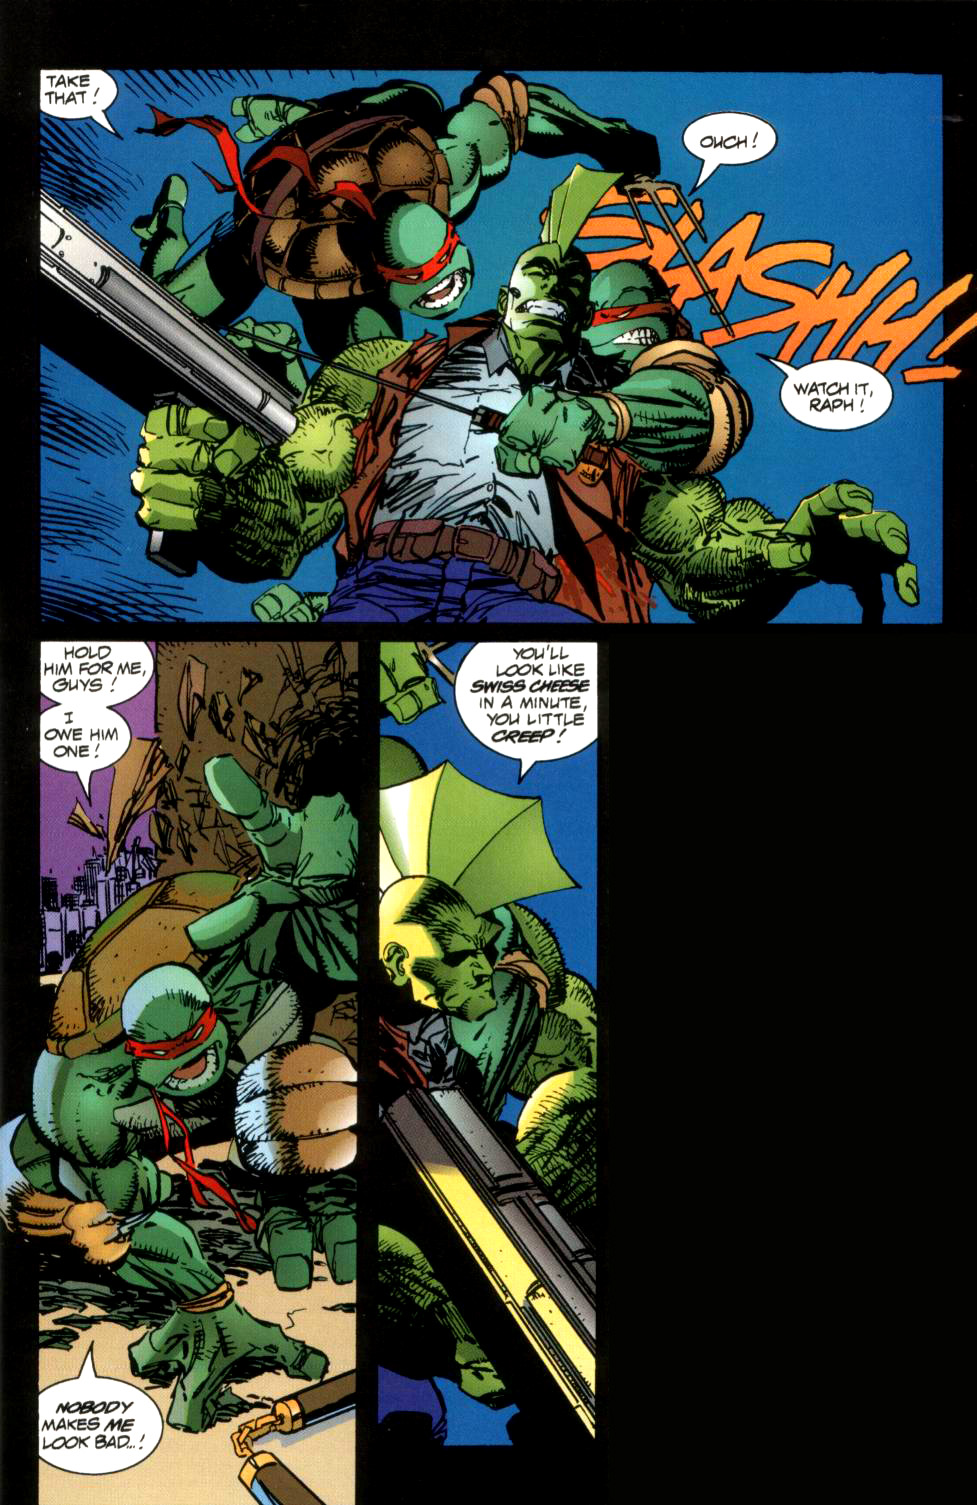 TAKE
THAT!
OUCH!
SLASHH!
WATCH IT,
RAPH!
HOLD
HIM FOR ME,
GUYS!
I
OWE HIM
ONE!
NOBODY
MAKES ME
LOOK BAD...!
YOU'LL
LOOK LIKE
SWISS CHEESE
IN A MINUTE,
YOU LITTLE
CREEP!